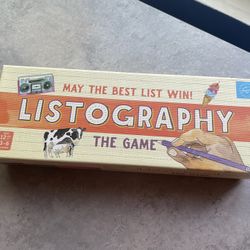 MAY THE BEST LIST WIN!
LISTOGRAPHY
THE GAME